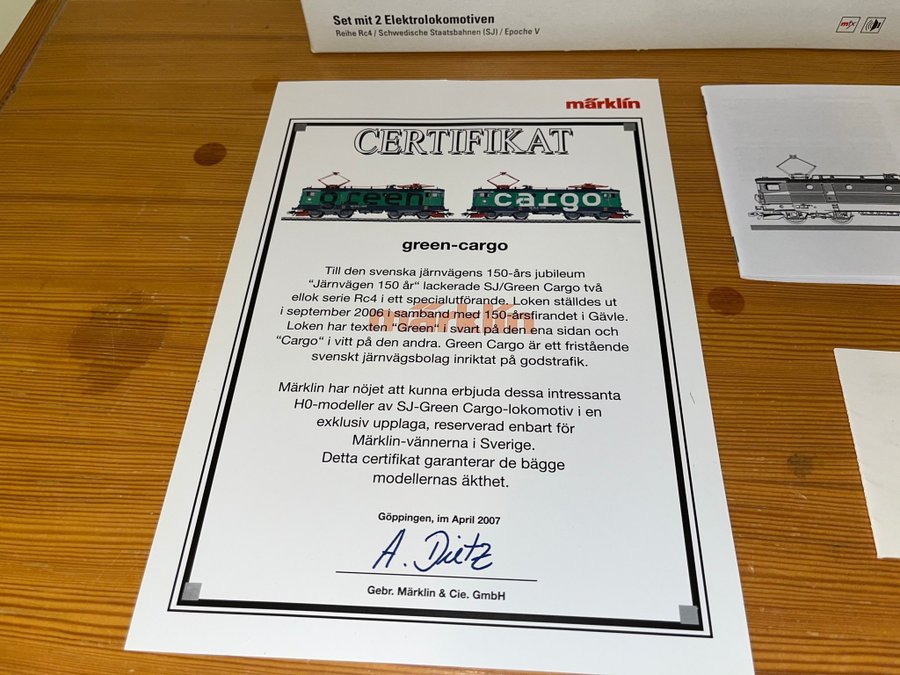 Set mit 2 Elektrolokomotiven
Reihe Rc4 / Schwedische Staatsbahnen (SJ) / Epoche V
mfx
märklin
CERTIFIKAT
green
cargo
green-cargo
Till den svenska järnvägens 150-års jubileum
“Järnvägen 150 år“ lackerade SJ/Green Cargo två
ellok serie Rc4 i ett specialutförande. Loken ställdes ut
i september 2006 i samband med 150-årsfirandet i Gävle.
märklin
Loken har texten “Green“ i svart på den ena sidan och
“Cargo“ i vitt på den andra. Green Cargo är ett fristående
svenskt järnvägsbolag inriktat på godstrafik.
Märklin har nöjet att kunna erbjuda dessa intressanta
H0-modeller av SJ-Green Cargo-lokomotiv i en
exklusiv upplaga, reserverad enbart för
Märklin-vännerna i Sverige.
Detta certifikat garanterar de bägge
modellernas äkthet.
Göppingen, im April 2007
A. Dietz
Gebr. Märklin & Cie. GmbH